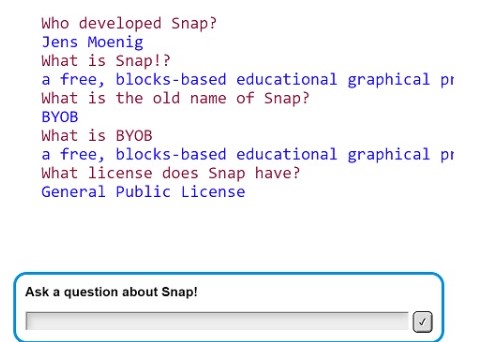 Who developed Snap?
Jens Moenig
What is Snap!?
a free, blocks-based educational graphical pr
What is the old name of Snap?
BYOB
What is BYOB
a free, blocks-based educational graphical pr
What license does Snap have?
General Public License
Ask a question about Snap!